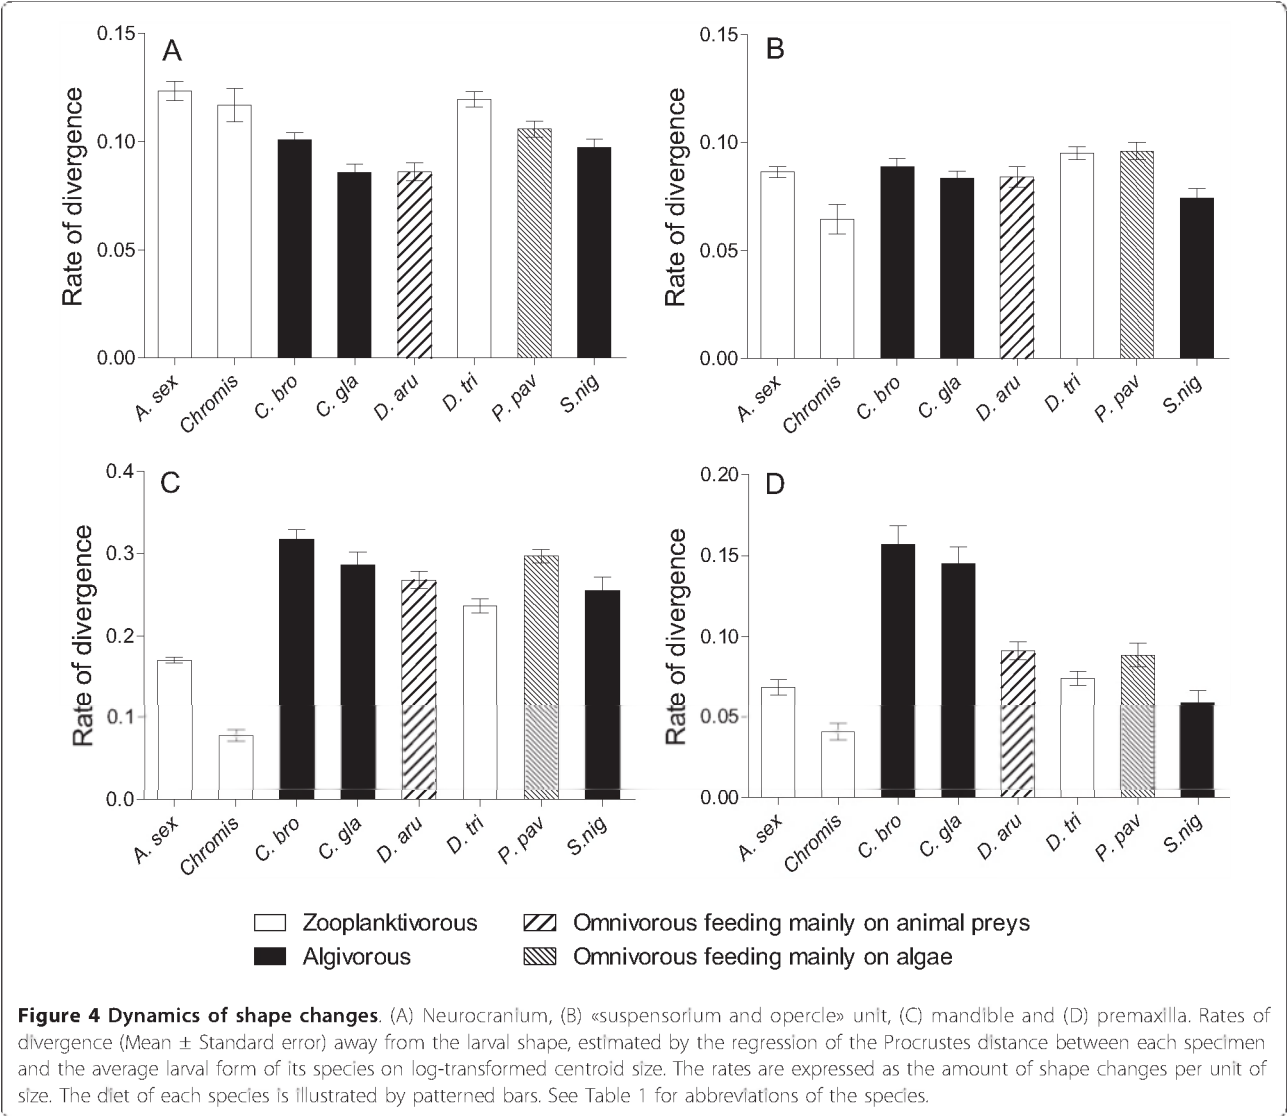 A
Rate of divergence
0.15
0.10
0.05
0.00
A. sex
Chromis
C. bro
C. gla
D. aru
D. tri
P. pav
S.nig
B
Rate of divergence
0.15
0.10
0.05
0.00
A. sex
Chromis
C. bro
C. gla
D. aru
D. tri
P. pav
S.nig
C
Rate of divergence
0.4
0.3
0.2
0.1
0.0
A. sex
Chromis
C. bro
C. gla
D. aru
D. tri
P. pav
S.nig
D
Rate of divergence
0.20
0.15
0.10
0.05
0.00
A. sex
Chromis
C. bro
C. gla
D. aru
D. tri
P. pav
S.nig
Zooplanktivorous
Omnivorous feeding mainly on animal preys
Algivorous
Omnivorous feeding mainly on algae
Figure 4 Dynamics of shape changes. (A) Neurocranium, (B) «suspensorium and opercle» unit, (C) mandible and (D) premaxilla. Rates of
divergence (Mean ± Standard error) away from the larval shape, estimated by the regression of the Procrustes distance between each specimen
and the average larval form of its species on log-transformed centroid size. The rates are expressed as the amount of shape changes per unit of
size. The diet of each species is illustrated by patterned bars. See Table 1 for abbreviations of the species.